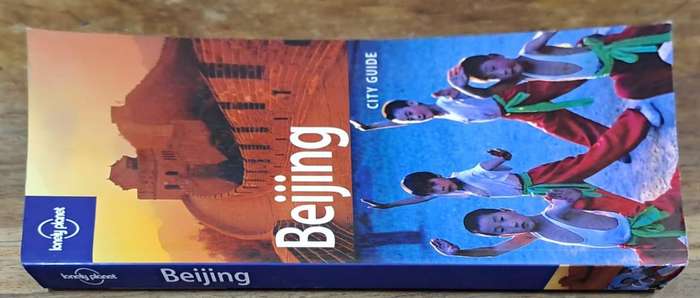 lonely planet
Beijing
CITY GUIDE
lonely planet
Beijing